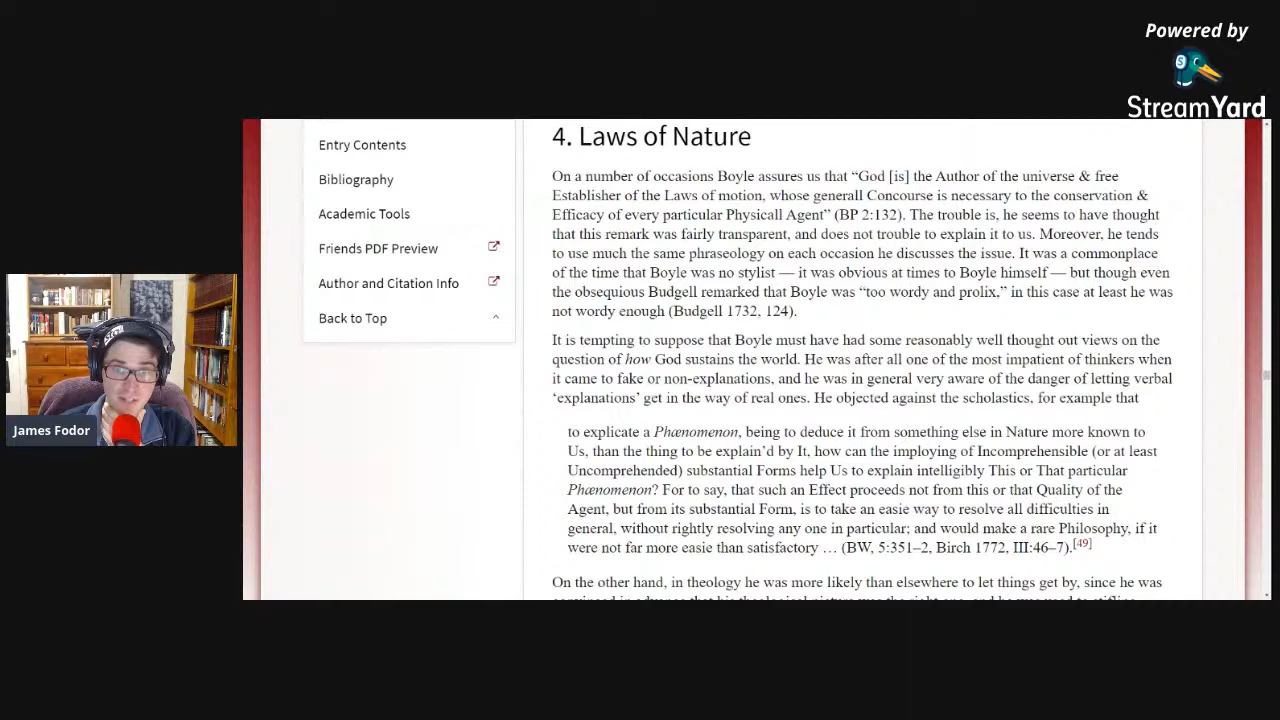 Powered by
StreamYard
4. Laws of Nature
Entry Contents
Bibliography
Academic Tools
Friends PDF Preview
Author and Citation Info
Back to Top
On a number of occasions Boyle assures us that “God [is] the Author of the universe & free
Establisher of the Laws of motion, whose generall Concourse is necessary to the conservation &
Efficacy of every particular Physicall Agent” (BP 2:132). The trouble is, he seems to have thought
that this remark was fairly transparent, and does not trouble to explain it to us. Moreover, he tends
to use much the same phraseology on each occasion he discusses the issue. It was a commonplace
of the time that Boyle was no stylist — it was obvious at times to Boyle himself — but though even
the obsequious Budgell remarked that Boyle was “too wordy and prolix,” in this case at least he was
not wordy enough (Budgell 1732, 124).
It is tempting to suppose that Boyle must have had some reasonably well thought out views on the
question of how God sustains the world. He was after all one of the most impatient of thinkers when
it came to fake or non-explanations, and he was in general very aware of the danger of letting verbal
‘explanations’ get in the way of real ones. He objected against the scholastics, for example that
to explicate a Phænomenon, being to deduce it from something else in Nature more known to
Us, than the thing to be explain’d by It, how can the imploying of Incomprehensible (or at least
Uncomprehended) substantial Forms help Us to explain intelligibly This or That particular
Phænomenon? For to say, that such an Effect proceeds not from this or that Quality of the
Agent, but from its substantial Form, is to take an easie way to resolve all difficulties in
general, without rightly resolving any one in particular; and would make a rare Philosophy, if it
were not far more easie than satisfactory … (BW, 5:351–2, Birch 1772, III:46–7).[49]
On the other hand, in theology he was more likely than elsewhere to let things get by, since he was
James Fodor